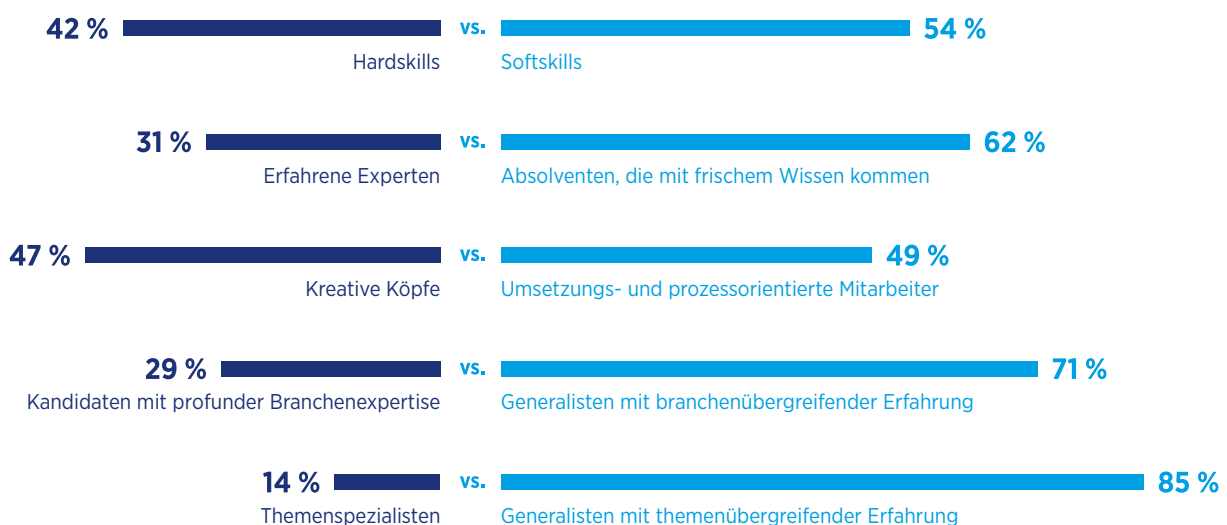 42 % vs. 54 %
Hardskills Softskills
31 % vs. 62 %
Erfahrene Experten Absolventen, die mit frischem Wissen kommen
47 % vs. 49 %
Kreative Köpfe Umsetzungs- und prozessorientierte Mitarbeiter
29 % vs. 71 %
Kandidaten mit profunder Branchenexpertise Generalisten mit branchenübergreifender Erfahrung
14 % vs. 85 %
Themenspezialisten Generalisten mit themenübergreifender Erfahrung